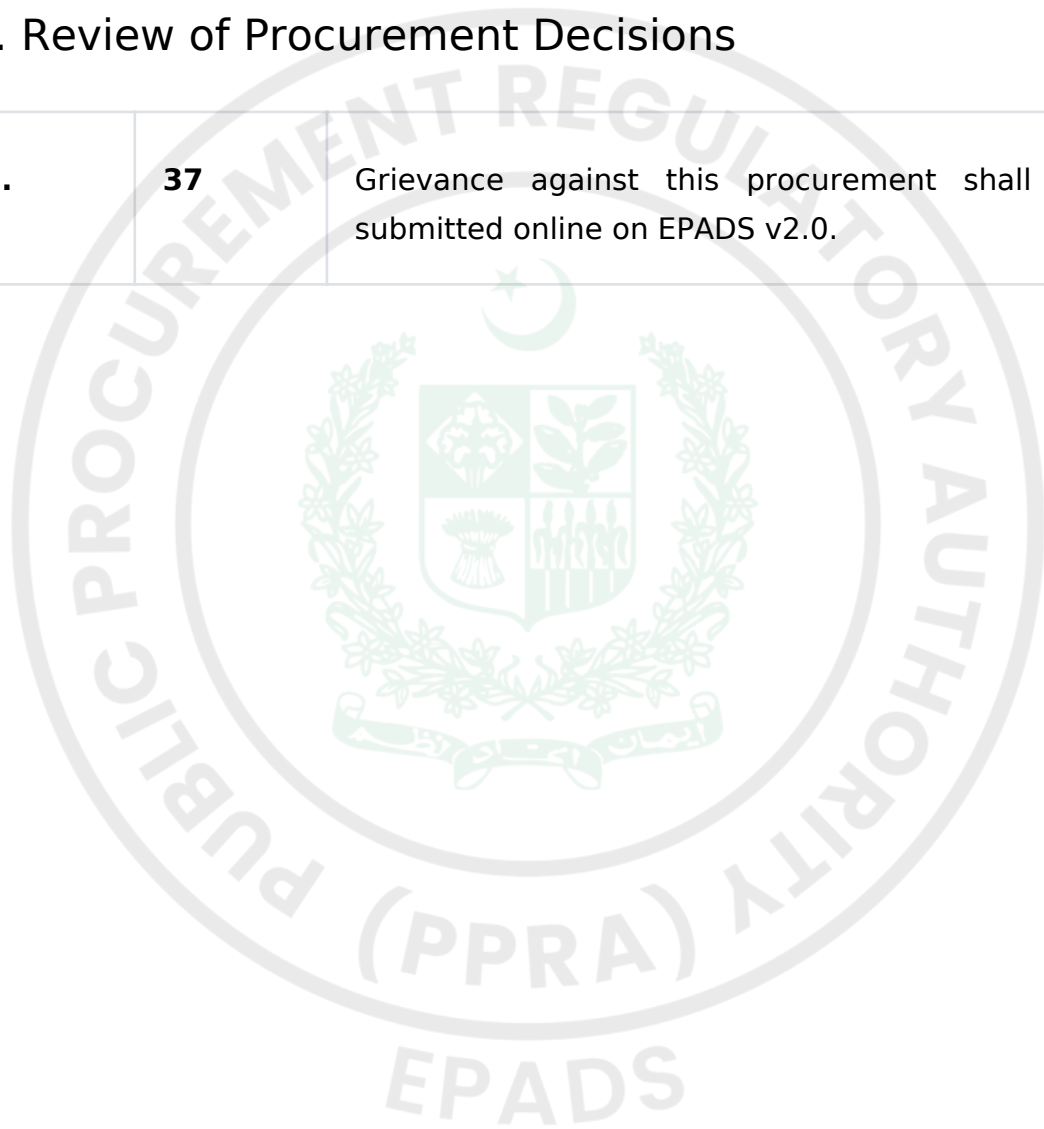 . Review of Procurement Decisions
. 37 Grievance against this procurement shall
submitted online on EPADS v2.0.
PUBLIC PROCUREMENT REGULATORY AUTHORITY
(PPRA)
EPADS